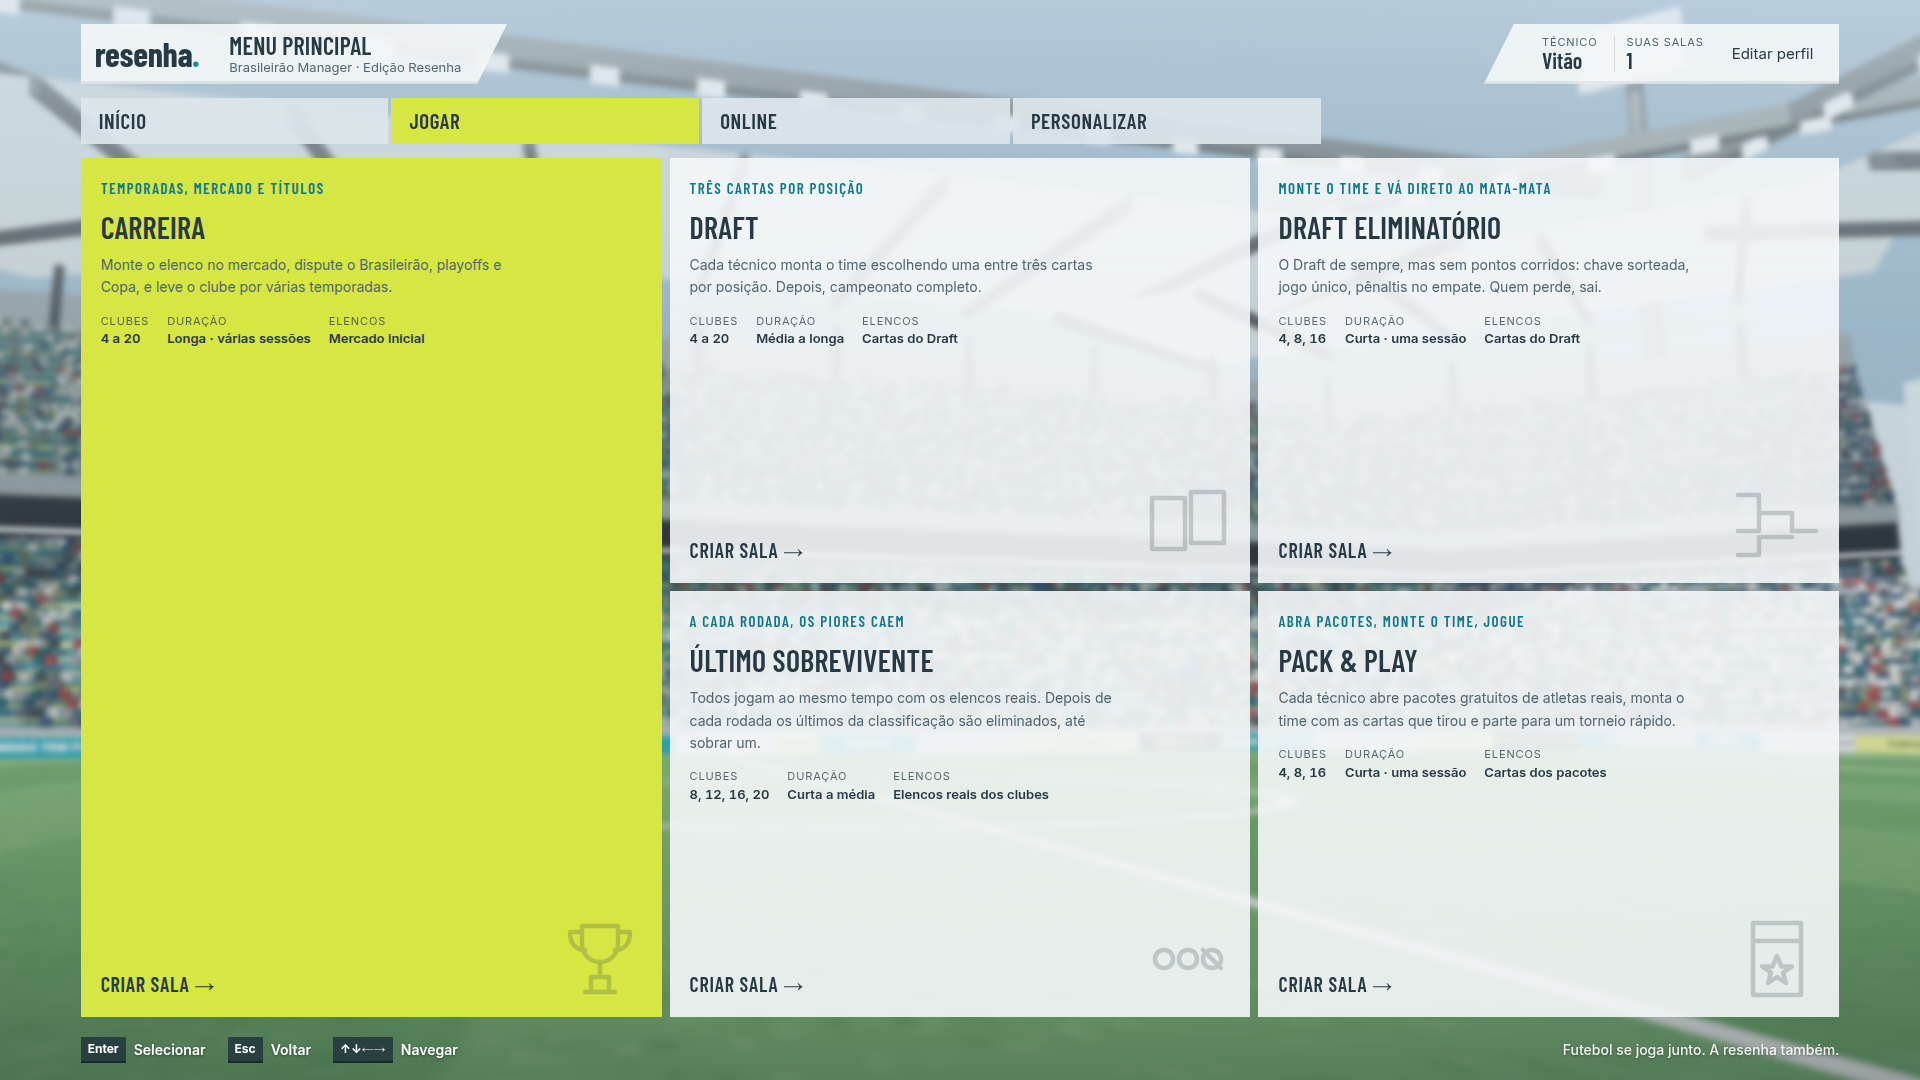 resenha.
MENU PRINCIPAL
Brasileirão Manager · Edição Resenha
TÉCNICO
Vitão
SUAS SALAS
1
Editar perfil
INÍCIO
JOGAR
ONLINE
PERSONALIZAR
TEMPORADAS, MERCADO E TÍTULOS
CARREIRA
Monte o elenco no mercado, dispute o Brasileirão, playoffs e
Copa, e leve o clube por várias temporadas.
CLUBES DURAÇÃO ELENCOS
4 a 20 Longa · várias sessões Mercado inicial
CRIAR SALA →
TRÊS CARTAS POR POSIÇÃO
DRAFT
Cada técnico monta o time escolhendo uma entre três cartas
por posição. Depois, campeonato completo.
CLUBES DURAÇÃO ELENCOS
4 a 20 Média a longa Cartas do Draft
CRIAR SALA →
MONTE O TIME E VÁ DIRETO AO MATA-MATA
DRAFT ELIMINATÓRIO
O Draft de sempre, mas sem pontos corridos: chave sorteada,
jogo único, pênaltis no empate. Quem perde, sai.
CLUBES DURAÇÃO ELENCOS
4, 8, 16 Curta · uma sessão Cartas do Draft
CRIAR SALA →
A CADA RODADA, OS PIORES CAEM
ÚLTIMO SOBREVIVENTE
Todos jogam ao mesmo tempo com os elencos reais. Depois de
cada rodada os últimos da classificação são eliminados, até
sobrar um.
CLUBES DURAÇÃO ELENCOS
8, 12, 16, 20 Curta a média Elencos reais dos clubes
CRIAR SALA →
ABRA PACOTES, MONTE O TIME, JOGUE
PACK & PLAY
Cada técnico abre pacotes gratuitos de atletas reais, monta o
time com as cartas que tirou e parte para um torneio rápido.
CLUBES DURAÇÃO ELENCOS
4, 8, 16 Curta · uma sessão Cartas dos pacotes
CRIAR SALA →
Enter Selecionar Esc Voltar ↑↓←→ Navegar
Futebol se joga junto. A resenha também.